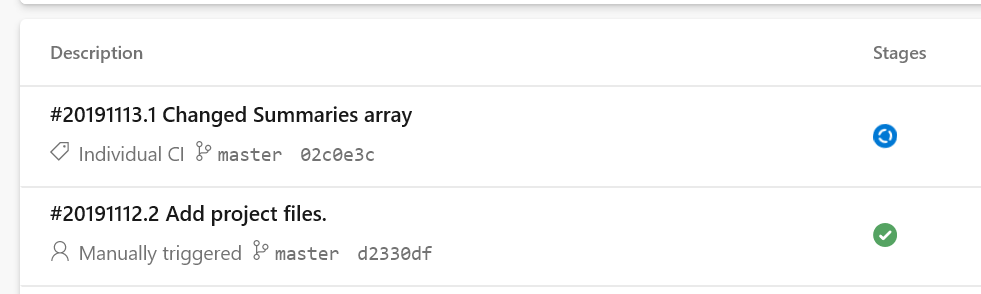 Description Stages
#20191113.1 Changed Summaries array
Individual CI master 02c0e3c
#20191112.2 Add project files.
Manually triggered master d2330df